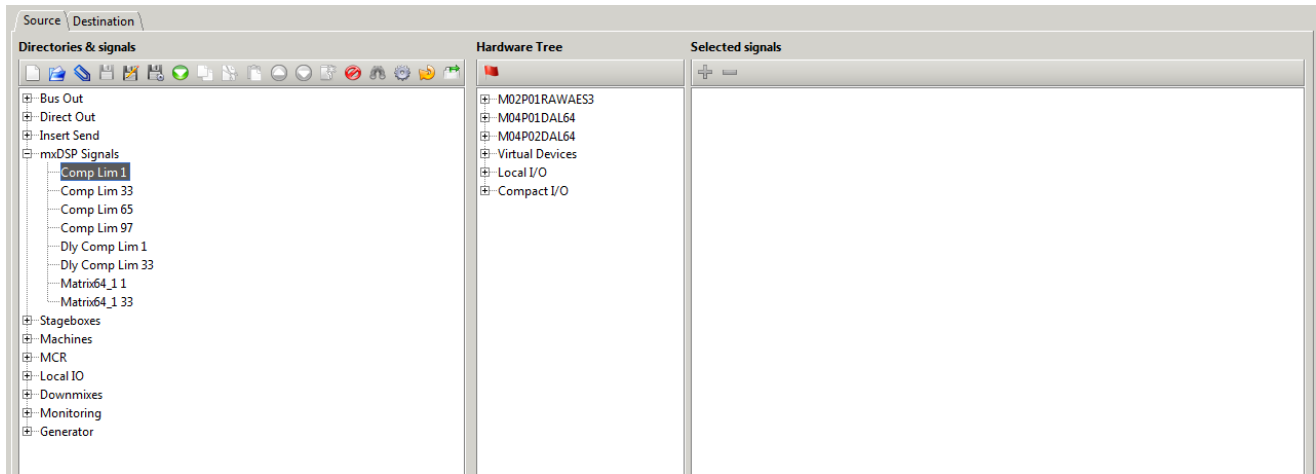 Source Destination
Directories & signals
Bus Out
Direct Out
Insert Send
mxDSP Signals
Comp Lim 1
Comp Lim 33
Comp Lim 65
Comp Lim 97
Dly Comp Lim 1
Dly Comp Lim 33
Matrix64_1 1
Matrix64_1 33
Stageboxes
Machines
MCR
Local IO
Downmixes
Monitoring
Generator
Hardware Tree
M02P01RAWAES3
M04P01DAL64
M04P02DAL64
Virtual Devices
Local I/O
Compact I/O
Selected signals